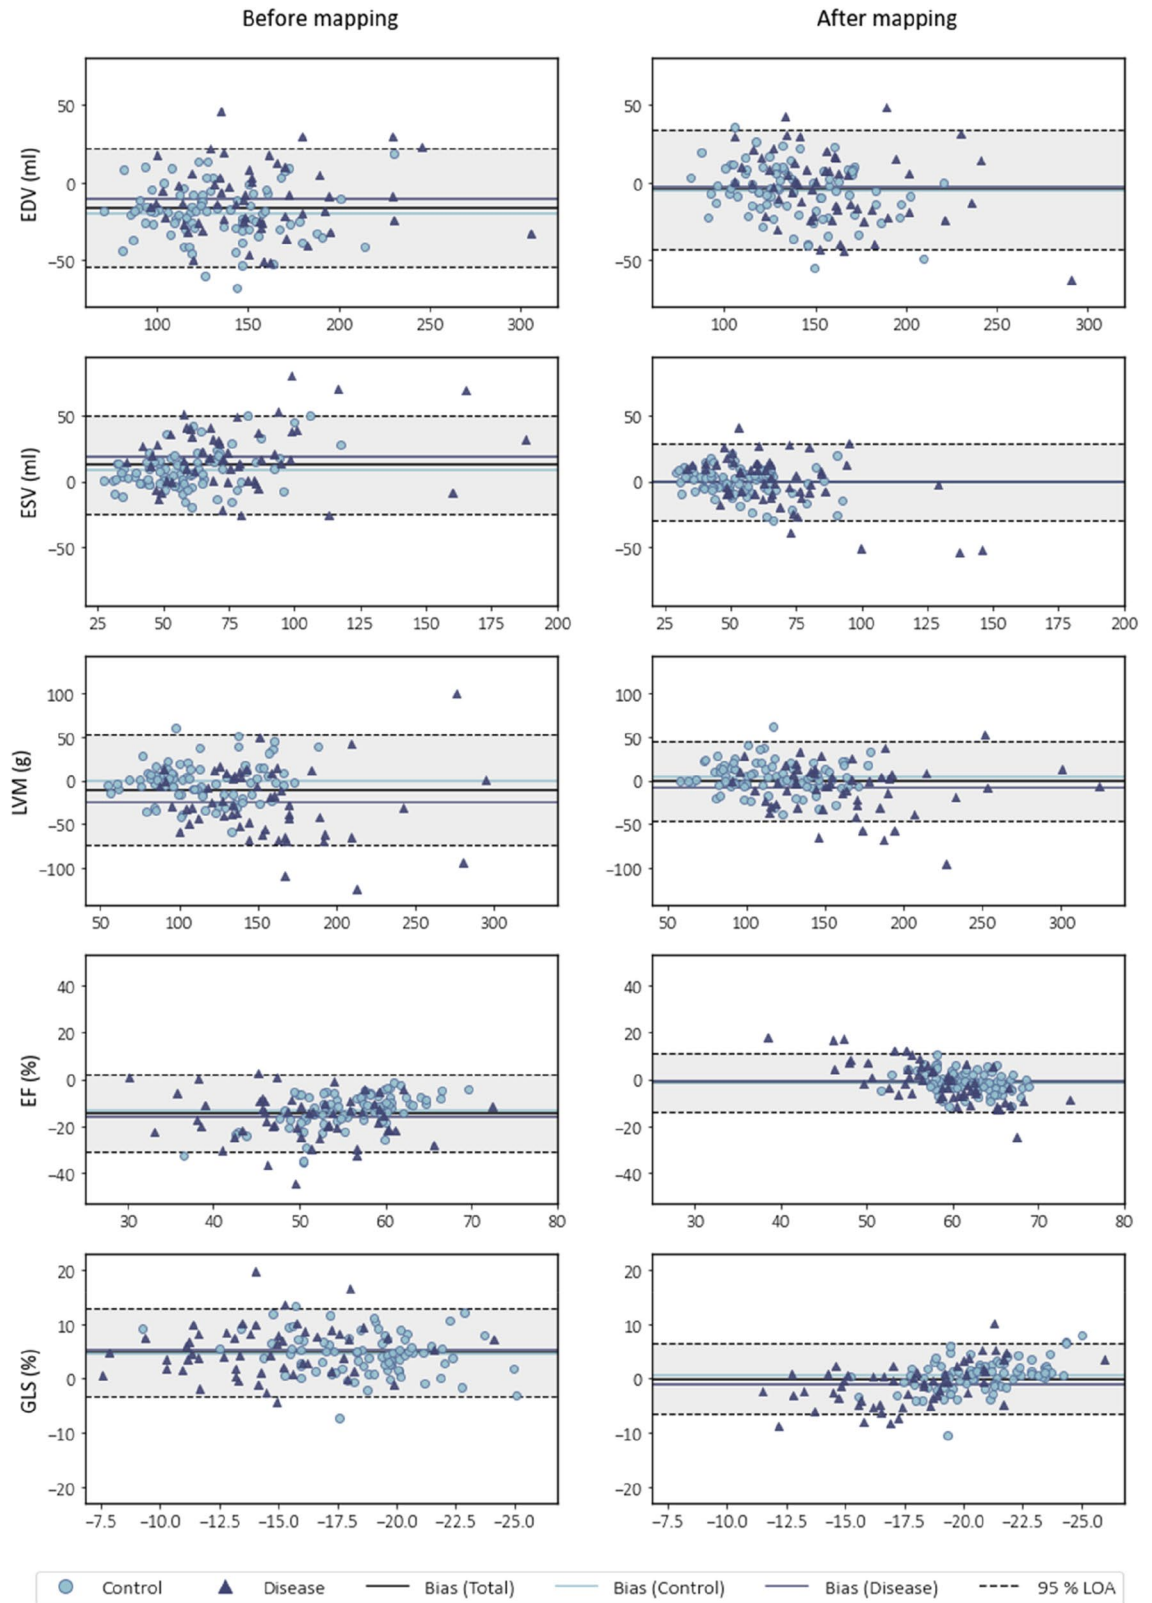 Before mapping After mapping
EDV (ml)
50 50
0 0
−50 −50
100 150 200 250 300 100 150 200 250 300
ESV (ml)
50 50
0 0
−50 −50
25 50 75 100 125 150 175 200 25 50 75 100 125 150 175 200
LVM (g)
100 100
50 50
0 0
−50 −50
−100 −100
50 100 150 200 250 300 50 100 150 200 250 300
EF (%)
40 40
20 20
0 0
−20 −20
−40 −40
30 40 50 60 70 80 30 40 50 60 70 80
GLS (%)
20 20
10 10
0 0
−10 −10
−20 −20
−7.5 −10.0 −12.5 −15.0 −17.5 −20.0 −22.5 −25.0 −7.5 −10.0 −12.5 −15.0 −17.5 −20.0 −22.5 −25.0
Control Disease Bias (Total) Bias (Control) Bias (Disease) 95 % LOA